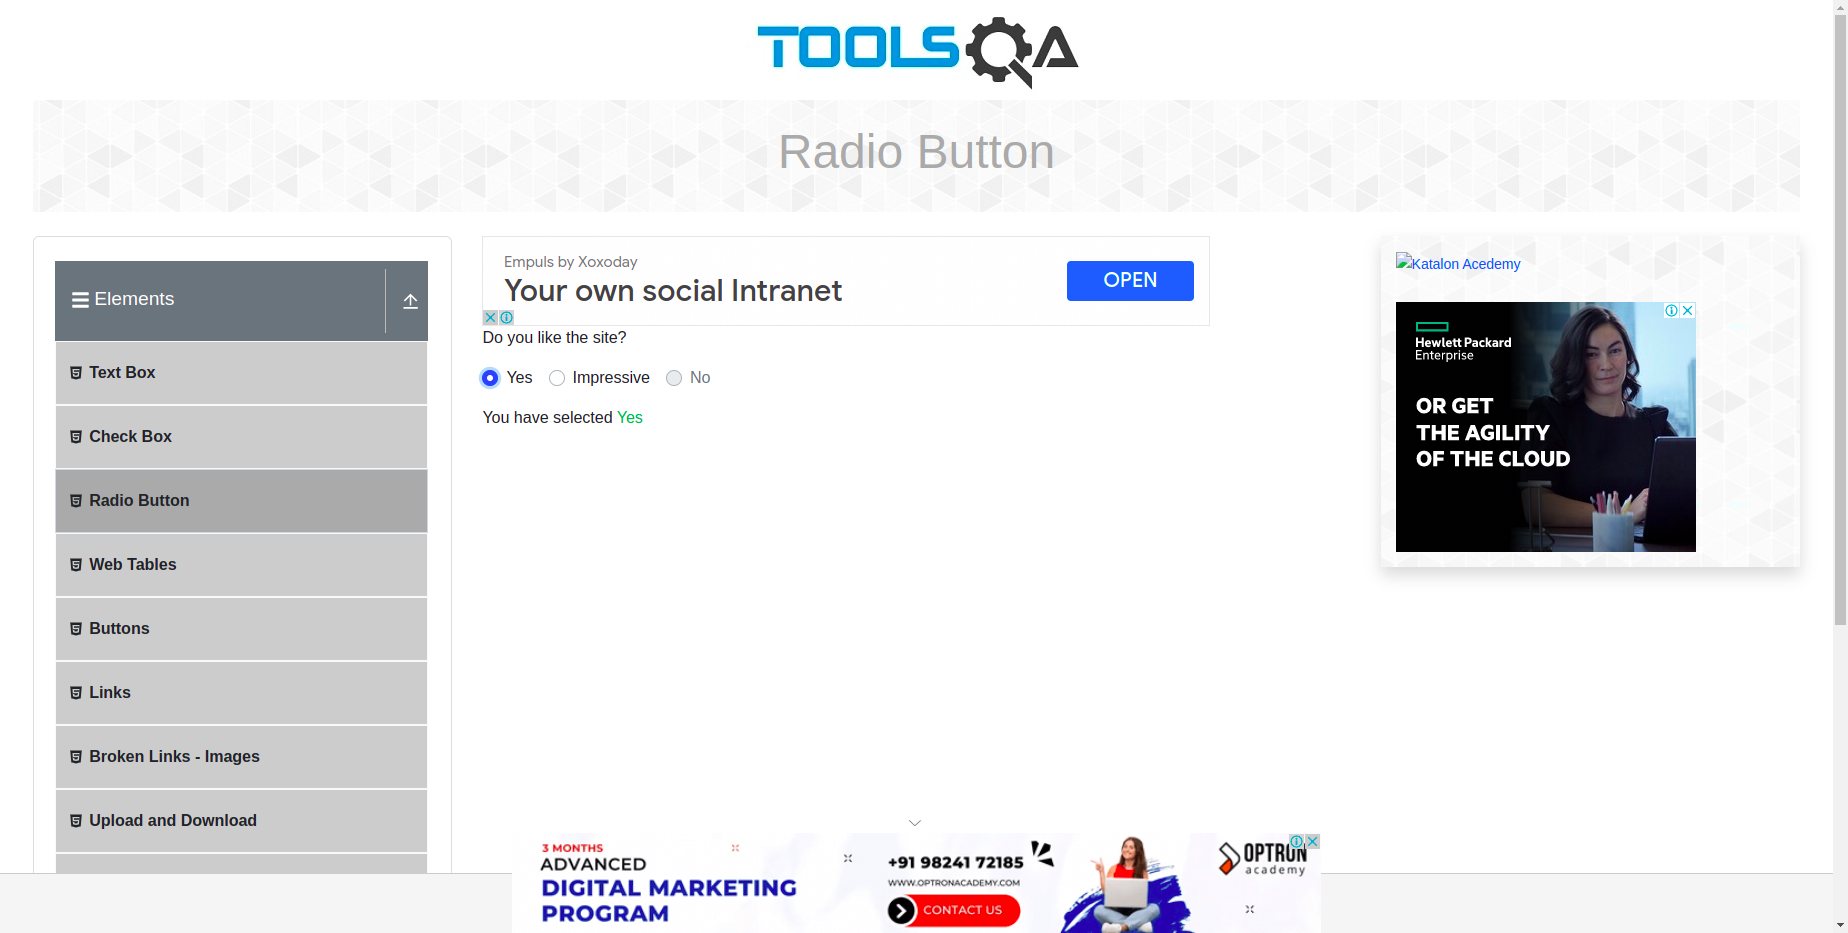 TOOLSQA
Radio Button
Elements
Text Box
Check Box
Radio Button
Web Tables
Buttons
Links
Broken Links - Images
Upload and Download
Empuls by Xoxoday
Your own social Intranet
OPEN
Do you like the site?
Yes Impressive No
You have selected Yes
Katalon Acedemy
Hewlett Packard
Enterprise
OR GET
THE AGILITY
OF THE CLOUD
3 MONTHS
ADVANCED
DIGITAL MARKETING
PROGRAM
+91 98241 72185
WWW.OPTRONACADEMY.COM
CONTACT US
OPTRON
academy